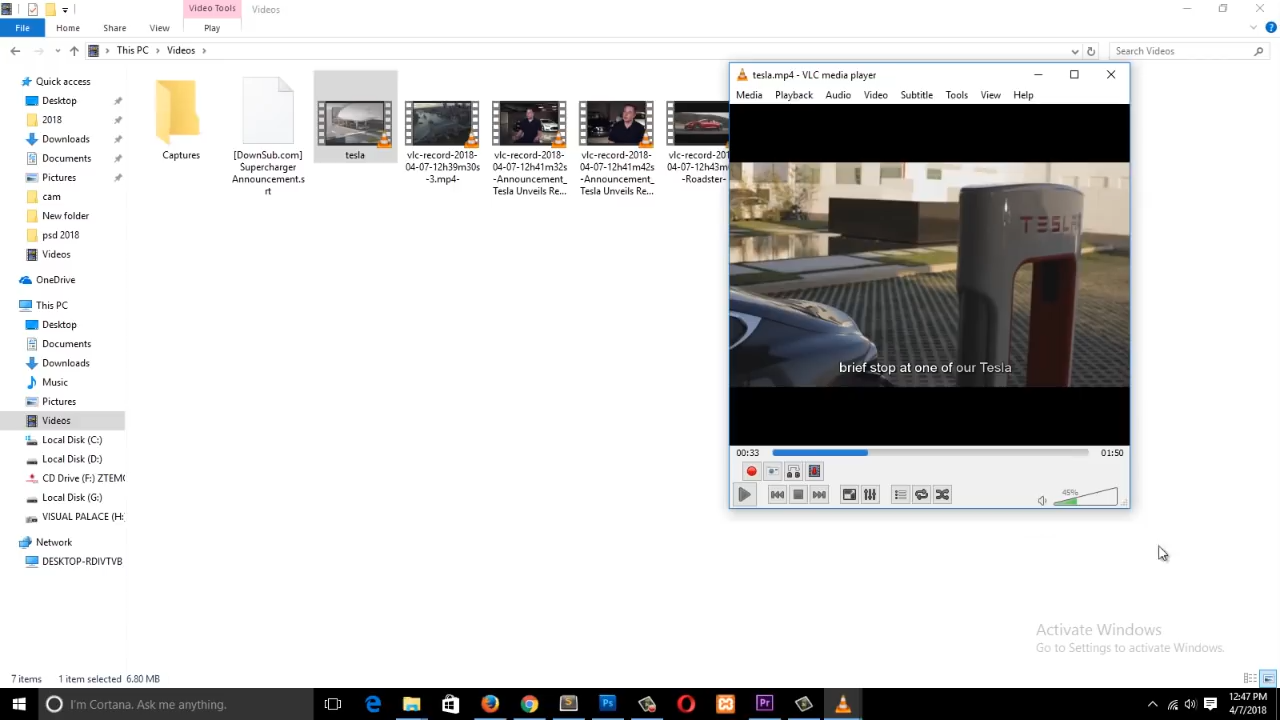 Video Tools
Videos
File
Home
Share
View
Play
This PC
Videos
Search Videos
Quick access
Desktop
2018
Downloads
Documents
Pictures
cam
New folder
psd 2018
Videos
OneDrive
This PC
Desktop
Documents
Downloads
Music
Pictures
Videos
Local Disk (C:)
Local Disk (D:)
CD Drive (F:) ZTEMO
Local Disk (G:)
VISUAL PALACE (H:
Network
DESKTOP-RDIVTVB
Captures
[DownSub.com]
Supercharger
Announcement.s
rt
tesla
vlc-record-2018-
04-07-12h39m30s
-3.mp4-
vlc-record-2018-
04-07-12h41m32s
-Announcement_
Tesla Unveils Re...
vlc-record-2018-
04-07-12h41m42s
-Announcement_
Tesla Unveils Re...
vlc-record-2018-
04-07-12h43m
-Roadster-
tesla.mp4 - VLC media player
Media
Playback
Audio
Video
Subtitle
Tools
View
Help
TESLA
brief stop at one of our Tesla
00:33
01:50
45%
Activate Windows
Go to Settings to activate Windows.
7 items
1 item selected
6.80 MB
I'm Cortana. Ask me anything.
12:47 PM
4/7/2018